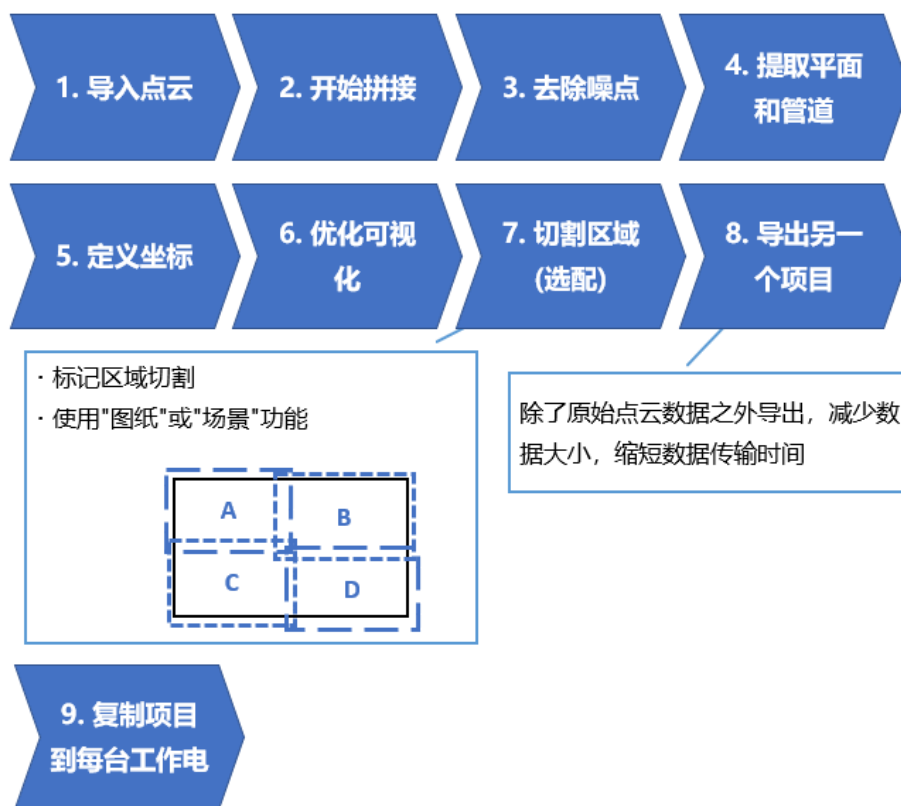 1. 导入点云
2. 开始拼接
3. 去除噪点
4. 提取平面
和管道
5. 定义坐标
6. 优化可视
化
7. 切割区域
(选配)
8. 导出另一
个项目
· 标记区域切割
· 使用"图纸"或"场景"功能
A
B
C
D
除了原始点云数据之外导出，减少数
据大小，缩短数据传输时间
9. 复制项目
到每台工作电